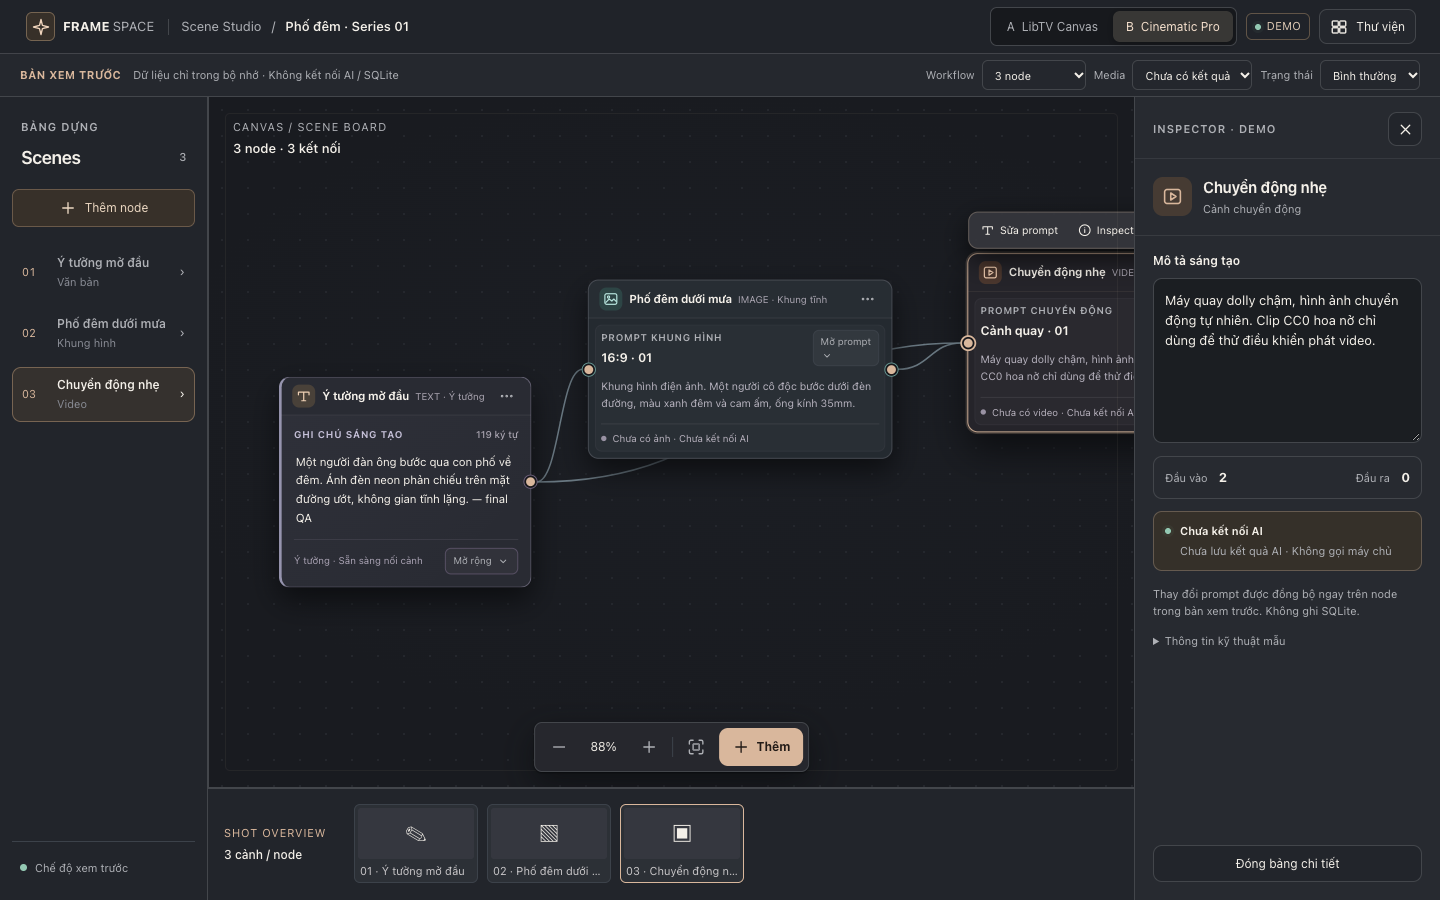 FRAME SPACE
Scene Studio / Phố đêm · Series 01
A LibTV Canvas
B Cinematic Pro
DEMO
Thư viện
BẢN XEM TRƯỚC
Dữ liệu chỉ trong bộ nhớ · Không kết nối AI / SQLite
Workflow
3 node
Media
Chưa có kết quả
Trạng thái
Bình thường
BẢNG DỰNG
Scenes
3
Thêm node
01
Ý tưởng mở đầu
Văn bản
02
Phố đêm dưới mưa
Khung hình
03
Chuyển động nhẹ
Video
Chế độ xem trước
CANVAS / SCENE BOARD
3 node · 3 kết nối
Ý tưởng mở đầu TEXT · Ý tưởng
GHI CHÚ SÁNG TẠO
119 ký tự
Một người đàn ông bước qua con phố về
đêm. Ánh đèn neon phản chiếu trên mặt
đường ướt, không gian tĩnh lặng. — final
QA
Ý tưởng · Sẵn sàng nối cảnh
Mở rộng
Phố đêm dưới mưa IMAGE · Khung tĩnh
PROMPT KHUNG HÌNH
16:9 · 01
Mở prompt
Khung hình điện ảnh. Một người cô độc bước dưới đèn
đường, màu xanh đêm và cam ấm, ống kính 35mm.
Chưa có ảnh · Chưa kết nối AI
Sửa prompt
Inspect
Chuyển động nhẹ
PROMPT CHUYỂN ĐỘNG
Cảnh quay · 01
Máy quay dolly chậm, hình ảnh
CC0 hoa nở chỉ dùng để thử
Chưa có video · Chưa kết nối
88%
Thêm
SHOT OVERVIEW
3 cảnh / node
01 · Ý tưởng mở đầu
02 · Phố đêm dưới ...
03 · Chuyển động n...
INSPECTOR · DEMO
Chuyển động nhẹ
Cảnh chuyển động
Mô tả sáng tạo
Máy quay dolly chậm, hình ảnh chuyển
động tự nhiên. Clip CC0 hoa nở chỉ
dùng để thử điều khiển phát video.
Đầu vào 2
Đầu ra 0
Chưa kết nối AI
Chưa lưu kết quả AI · Không gọi máy chủ
Thay đổi prompt được đồng bộ ngay trên node
trong bản xem trước. Không ghi SQLite.
Thông tin kỹ thuật mẫu
Đóng bảng chi tiết